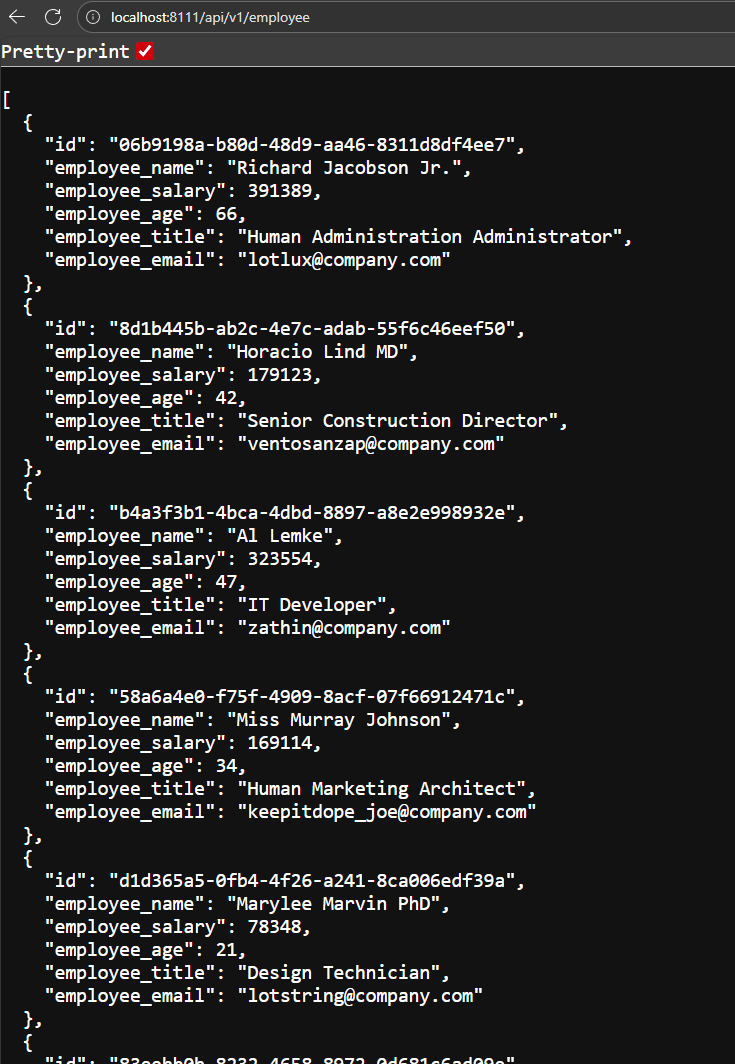 localhost:8111/api/v1/employee
Pretty-print
[
  {
    "id": "06b9198a-b80d-48d9-aa46-8311d8df4ee7",
    "employee_name": "Richard Jacobson Jr.",
    "employee_salary": 391389,
    "employee_age": 66,
    "employee_title": "Human Administration Administrator",
    "employee_email": "lotlux@company.com"
  },
  {
    "id": "8d1b445b-ab2c-4e7c-adab-55f6c46eef50",
    "employee_name": "Horacio Lind MD",
    "employee_salary": 179123,
    "employee_age": 42,
    "employee_title": "Senior Construction Director",
    "employee_email": "ventosanzap@company.com"
  },
  {
    "id": "b4a3f3b1-4bca-4dbd-8897-a8e2e998932e",
    "employee_name": "Al Lemke",
    "employee_salary": 323554,
    "employee_age": 47,
    "employee_title": "IT Developer",
    "employee_email": "zathin@company.com"
  },
  {
    "id": "58a6a4e0-f75f-4909-8acf-07f66912471c",
    "employee_name": "Miss Murray Johnson",
    "employee_salary": 169114,
    "employee_age": 34,
    "employee_title": "Human Marketing Architect",
    "employee_email": "keepitdope_joe@company.com"
  },
  {
    "id": "d1d365a5-0fb4-4f26-a241-8ca006edf39a",
    "employee_name": "Marylee Marvin PhD",
    "employee_salary": 78348,
    "employee_age": 21,
    "employee_title": "Design Technician",
    "employee_email": "lotstring@company.com"
  },
  {
    "id":